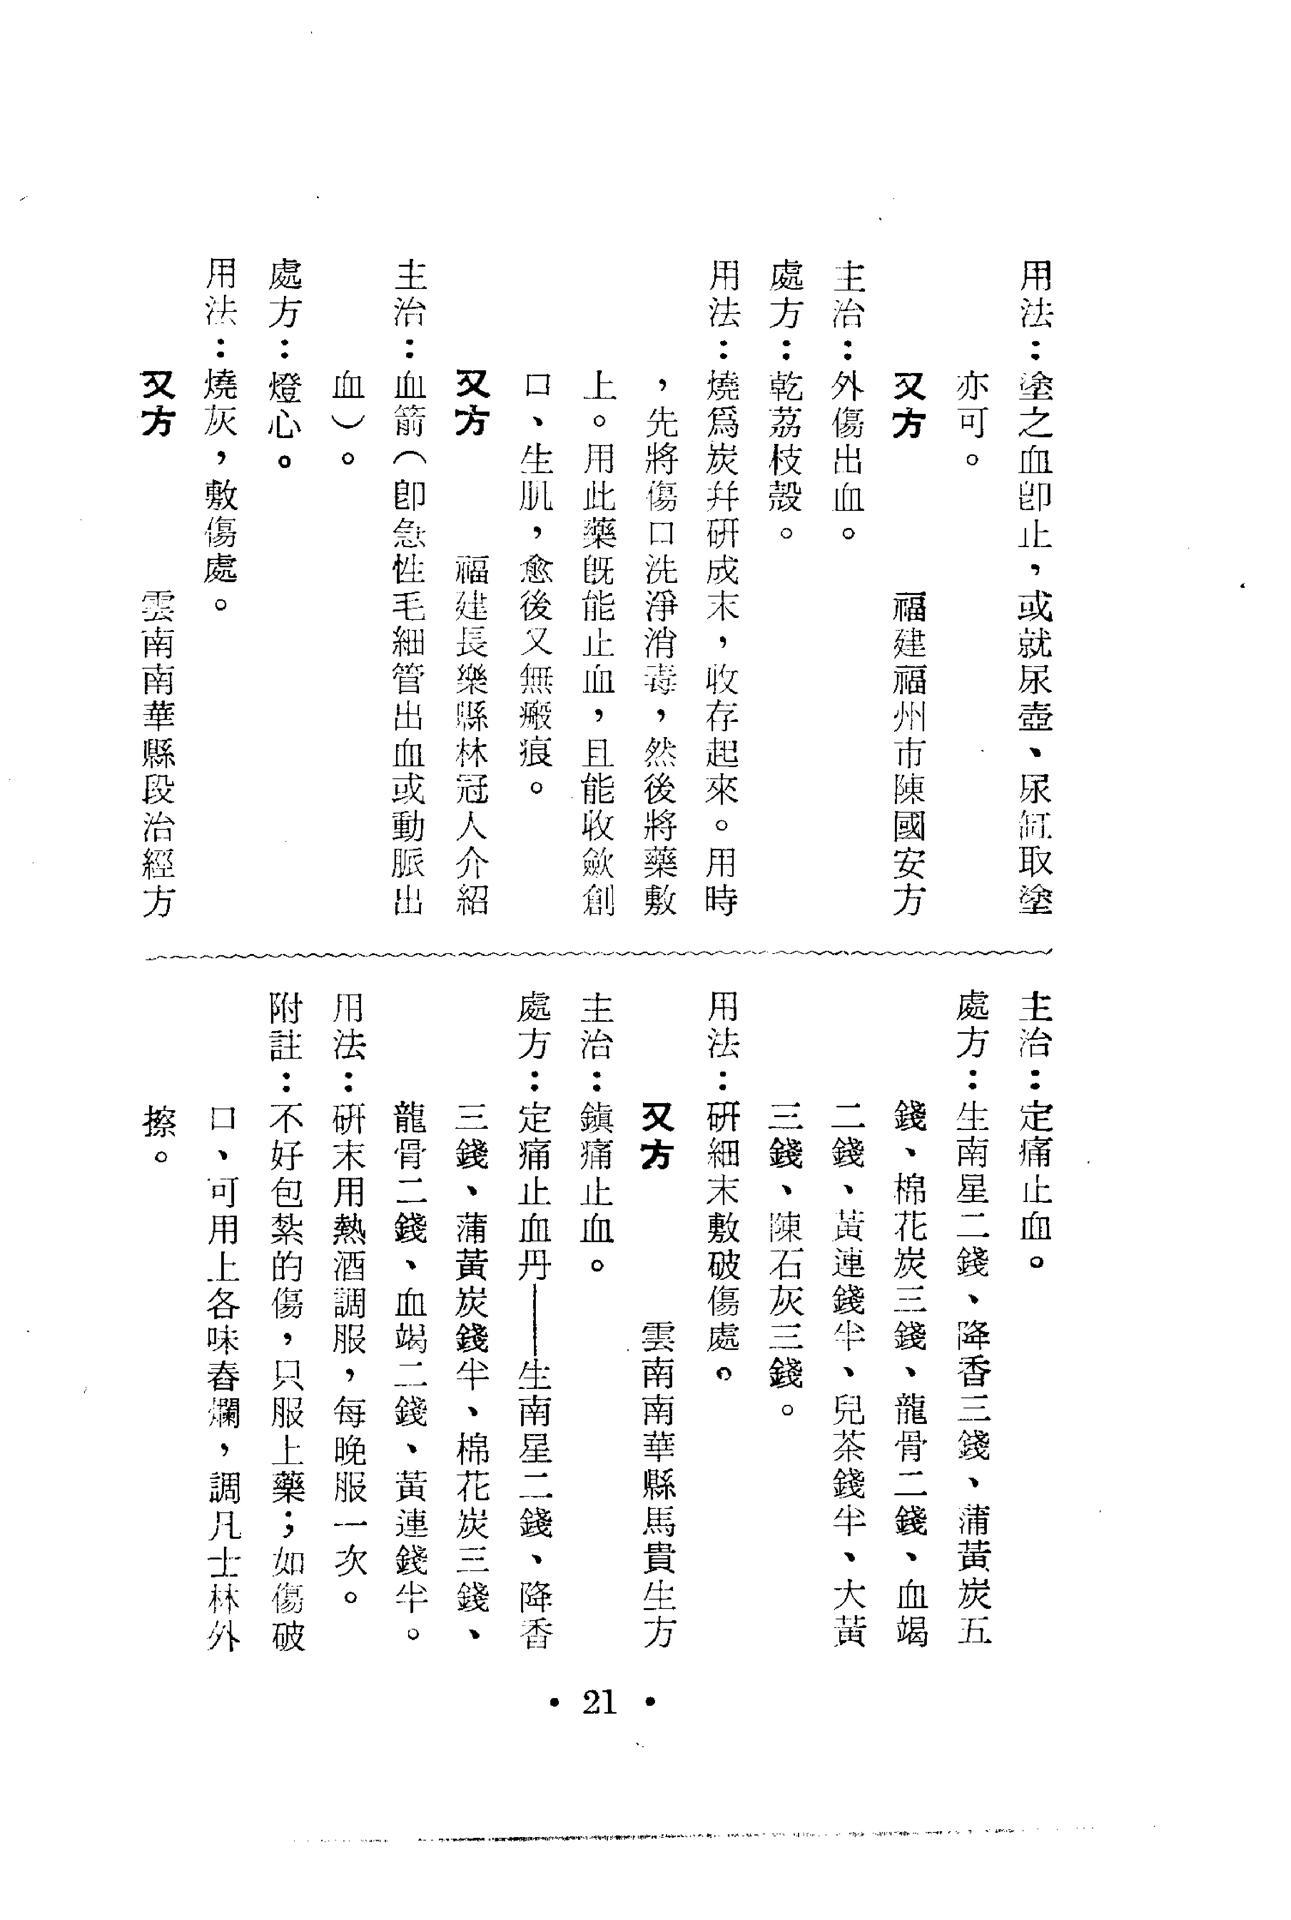 用法：塗之血卽止，或就尿壺、尿缸取塗
亦可。
又方　福建福州市陳國安方
主治：外傷出血。
處方：乾荔枝殼。
用法：燒爲炭幷硏成末，收存起來。用時
，先將傷口洗淨消毒，然後將藥敷
上。用此藥旣能止血，且能收歛創
口、生肌，愈後又無瘢痕。
又方　福建長樂縣林冠人介紹
主治：血箭（卽急性毛細管出血或動脈出
血）。
處方：燈心。
用法：燒灰，敷傷處。
又方　雲南南華縣段治經方
主治：定痛止血。
處方：生南星二錢、降香三錢、蒲黃炭五
錢、棉花炭三錢、龍骨二錢、血竭
二錢、黃連錢半、兒茶錢半、大黃
三錢、陳石灰三錢。
用法：硏細末敷破傷處。
又方　雲南南華縣馬貴生方
主治：鎭痛止血。
處方：定痛止血丹——生南星二錢、降香
三錢、蒲黃炭錢半、棉花炭三錢、
龍骨二錢、血竭二錢、黃連錢半。
用法：硏末用熱酒調服，每晚服一次。
附註：不好包紮的傷，只服上藥；如傷破
口、可用上各味舂爛，調凡士林外
擦。
• 21 •